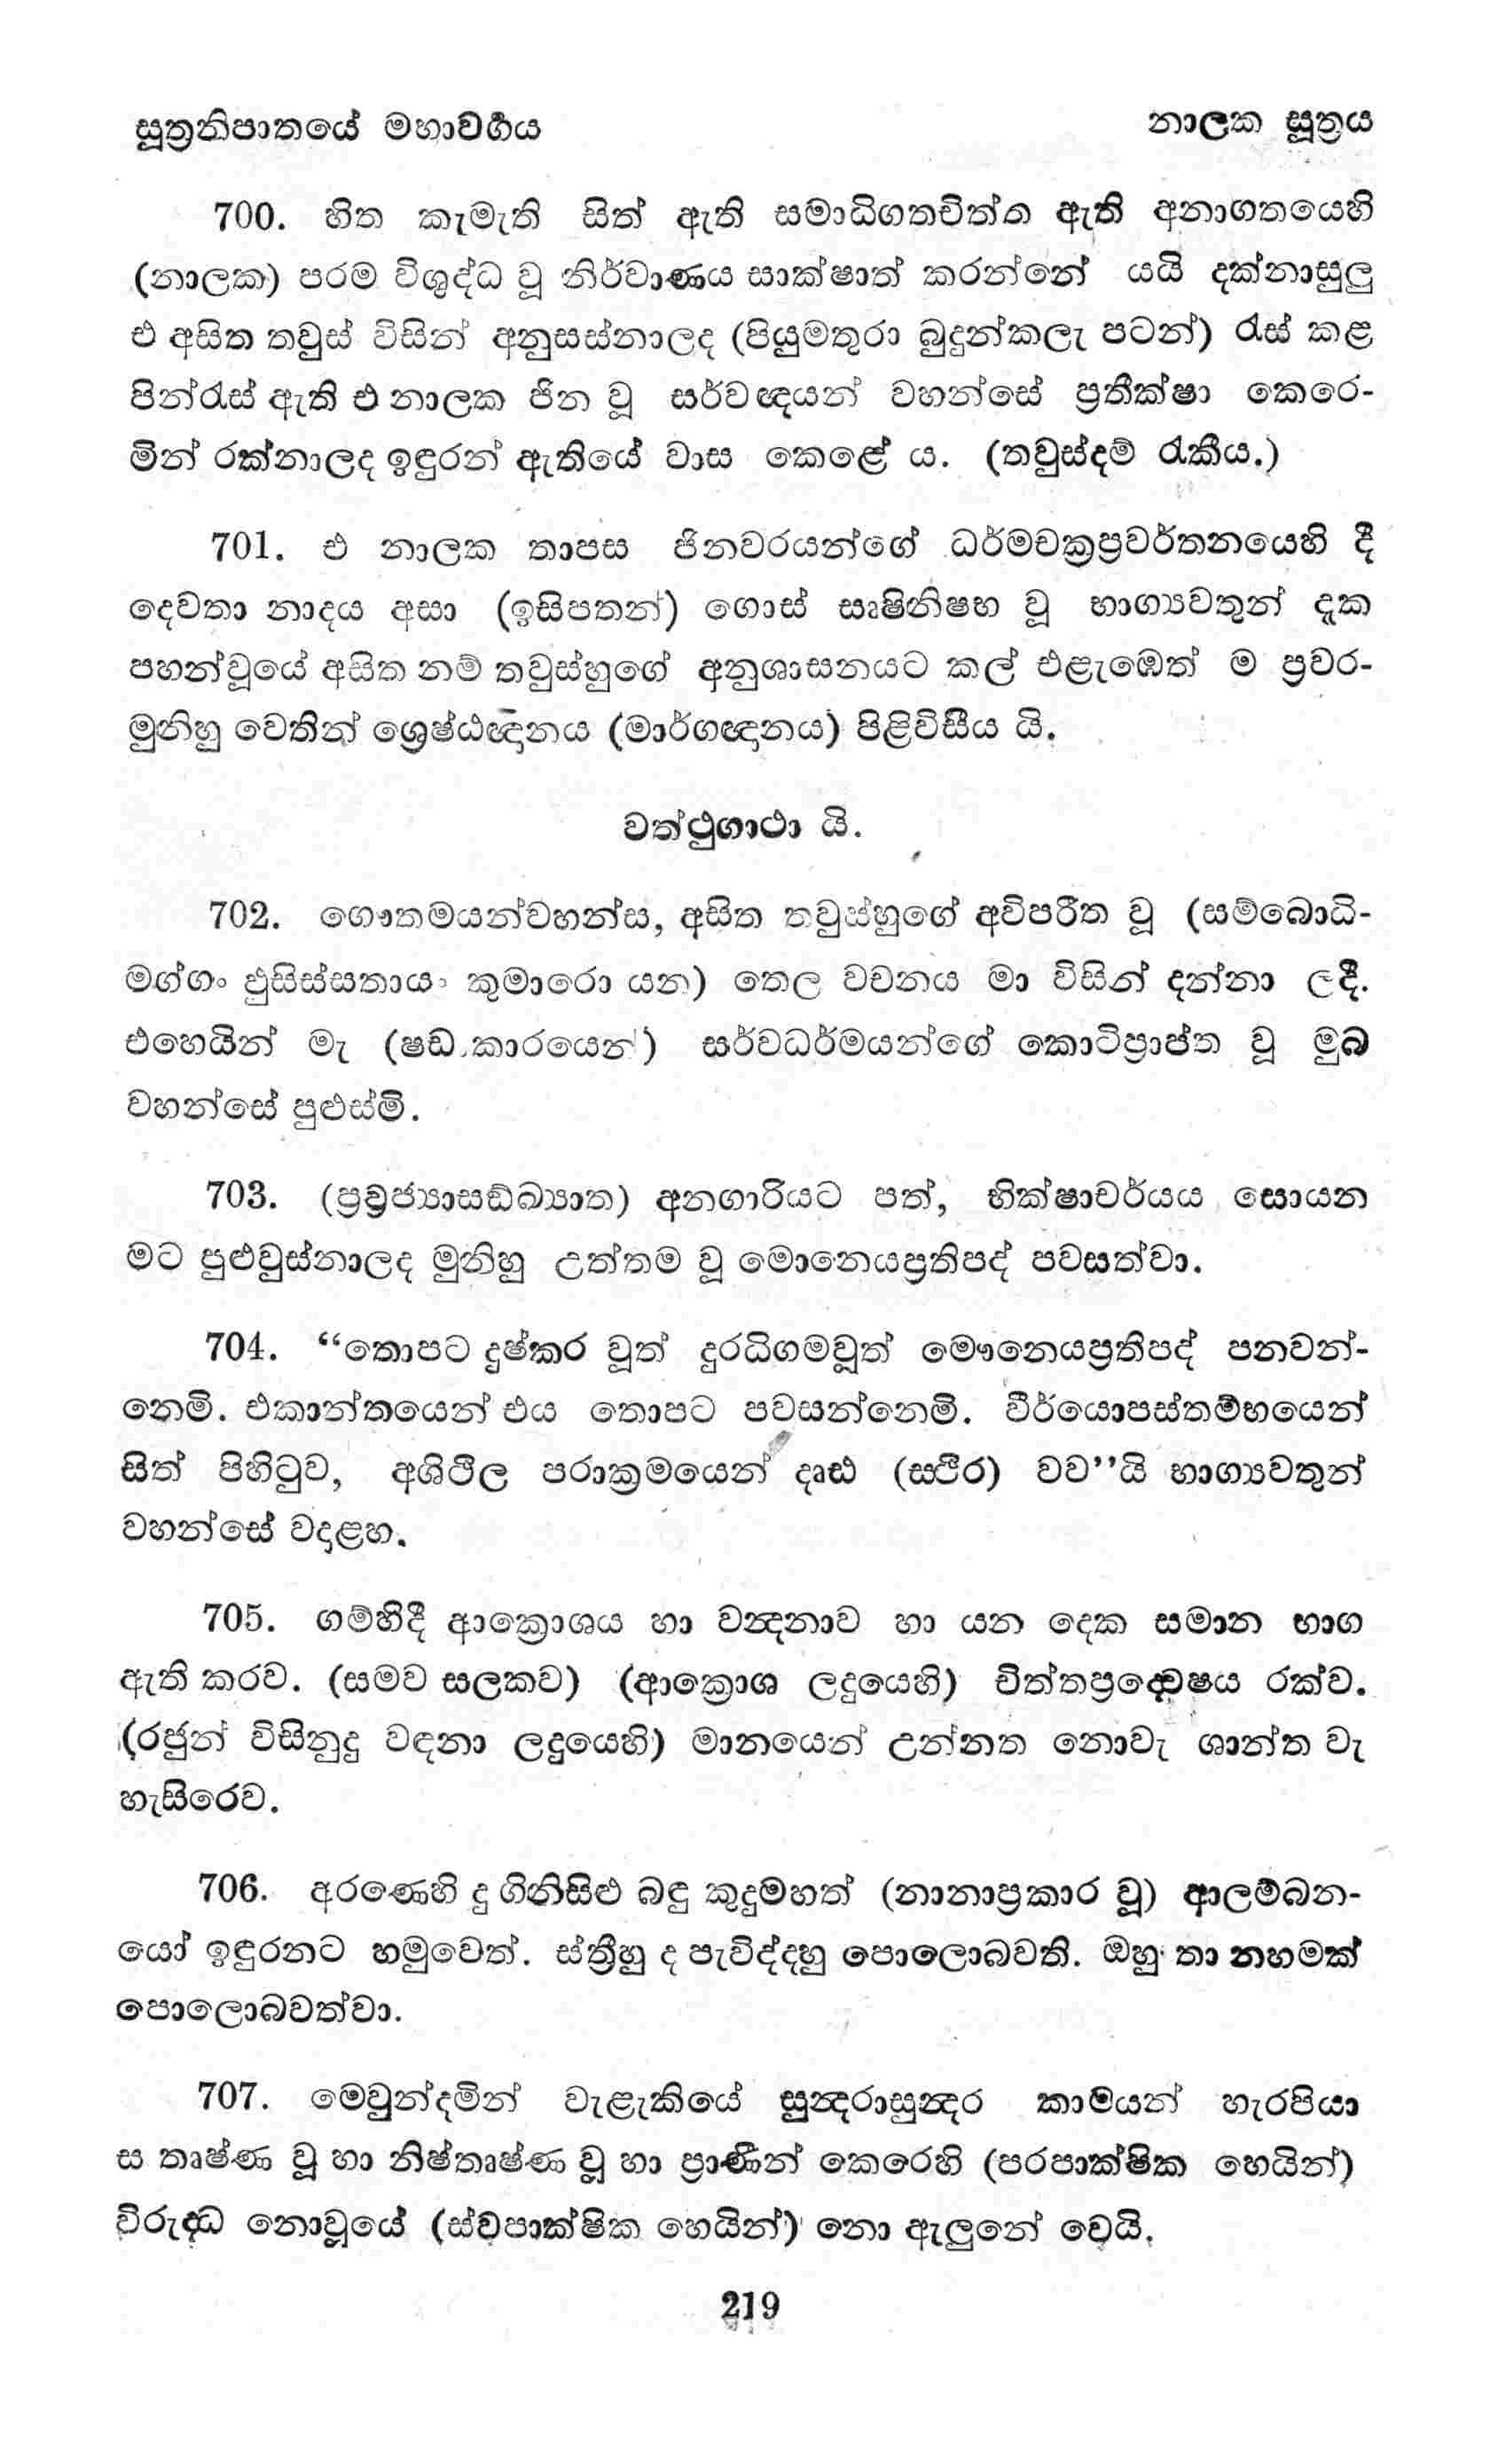 සූත්‍රනිපාතයේ මහාවර්‍ගය නාලක සූත්‍රය
700. හිත කැමැති සිත් ඇති සමාධිගතචිත්ත ඇති අනාගතයෙහි
(නාලක) පරම විශුද්ධ වූ නිර්වාණය සාක්ෂාත් කරන්නේ යයි දක්නාසුලු
එ අසිත තවුස් විසින් අනුසස්නාලද (පියුමතුරා බුදුන්කලැ පටන්) රැස් කළ
පින්රැස් ඇති එ නාලක ජින වූ සර්වඥයන් වහන්සේ ප්‍රතීක්ෂා කෙරෙ-
මින් රක්නාලද ඉඳුරන් ඇතියේ වාස කෙළේ ය. (තවුස්දම් රැකීය.)
701. එ නාලක තාපස ජිනවරයන්ගේ ධර්මචක්‍රප්‍රවර්තනයෙහි දී
දෙවතා නාදය අසා (ඉසිපතන්) ගොස් සෘෂිනිෂභ වූ භාග්‍යවතුන් දැක
පහන්වූයේ අසිත නම් තවුස්හුගේ අනුශාසනයට කල් එළැඹෙත් ම ප්‍රවර-
මුනිහු වෙතින් ශ්‍රේෂ්ඨඥානය (මාර්ගඥානය) පිළිවිසීය යි.
වත්ථුගාථා යි.
702. ගෞතමයන්වහන්ස, අසිත තවුස්හුගේ අවිපරීත වූ (සම්බොධි-
මග්ගං ඵුසිස්සතායං කුමාරො යන) තෙල වචනය මා විසින් දන්නා ලදී.
එහෙයින් මැ (ෂඩාකාරයෙන්) සර්වධර්මයන්ගේ කොටිප්‍රාප්ත වූ මුබ
වහන්සේ පුළුස්මි.
703. (ප්‍රව්‍රජ්‍යාසඞ්ඛ්‍යාත) අනගාරියට පත්, භික්ෂාචර්යය සොයන
මට පුළුවුස්නාලද මුනිහු උත්තම වූ මොනෙයප්‍රතිපද් පවසත්වා.
704. “තොපට දුෂ්කර වූත් දුරධිගමවූත් මෞනෙයප්‍රතිපද් පනවන්-
නෙමි. එකාන්තයෙන් එය තොපට පවසන්නෙමි. වීර්යොපස්තම්භයෙන්
සිත් පිහිටුව, අශිථිල පරාක්‍රමයෙන් දෘඪ (ස්ථිර) වව”යි භාග්‍යවතුන්
වහන්සේ වදාළහ.
705. ගම්හිදී ආක්‍රොශය හා වන්‍දනාව හා යන දෙක සමාන භාග
ඇති කරව. (සමව සලකව) (ආක්‍රොශ ලදුයෙහි) චිත්තප්‍රද්වෙෂය රක්ව.
(රජුන් විසිනුදු වඳනා ලදුයෙහි) මානයෙන් උන්නත නොවැ ශාන්ත වැ
හැසිරෙව.
706. අරණෙහි දු ගිනිසිළු බඳු කුදුමහත් (නානාප්‍රකාර වූ) ආලම්බන-
යෝ ඉඳුරනට හමුවෙත්. ස්ත්‍රීහු ද පැවිද්දහු පොලොබවති. ඔහු තා නහමක්
පොලොබවත්වා.
707. මෙවුන්දමින් වැළැකියේ සුන්‍දරාසුන්‍දර කාමයන් හැරපියා
ස තෘෂ්ණ වූ හා නිෂ්තෘෂ්ණ වූ හා ප්‍රාණීන් කෙරෙහි (පරපාක්ෂික හෙයින්)
විරුද්ධ නොවූයේ (ස්වපාක්ෂික හෙයින්) නො ඇලුනේ වෙයි.
219